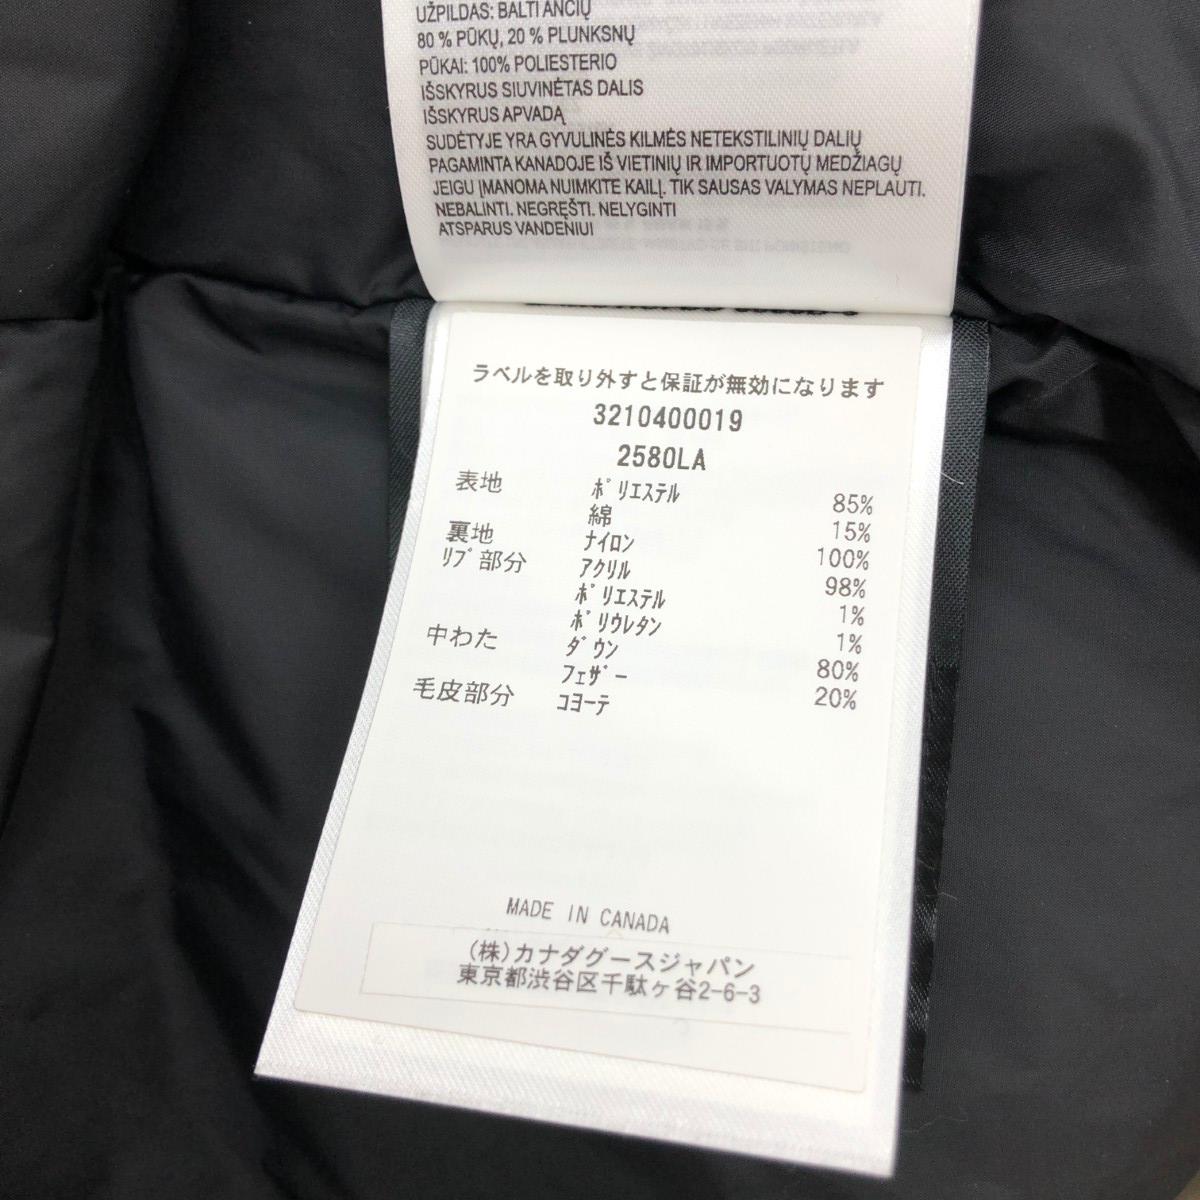 UŽPILDAS: BALTI ANČIŲ
80 % PŪKŲ, 20 % PLUNKSNŲ
PŪKAI: 100% POLIESTERIO
IŠSKYRUS SIUVINĖTAS DALIS
IŠSKYRUS APVADĄ
SUDĖTYJE YRA GYVULINĖS KILMĖS NETEKSTILINIŲ DALIŲ
PAGAMINTA KANADOJE IŠ VIETINIŲ IR IMPORTUOTŲ MEDŽIAGŲ
JEIGU ĮMANOMA NUIMKITE KAILĮ. TIK SAUSAS VALYMAS NEPLAUTI.
NEBALINTI. NEGRĘŠTI. NELYGINTI
ATSPARUS VANDENIUI
ラベルを取り外すと保証が無効になります
3210400019
2580LA
表地 ﾎﾟﾘｴｽﾃﾙ 85%
綿 15%
裏地 ﾅｲﾛﾝ 100%
ﾘﾌﾞ部分 ｱｸﾘﾙ 98%
ﾎﾟﾘｴｽﾃﾙ 1%
ﾎﾟﾘｳﾚﾀﾝ 1%
中わた ﾀﾞｳﾝ 80%
ﾌｪｻﾞｰ 20%
毛皮部分 ｺﾖｰﾃ
MADE IN CANADA
(株)カナダグースジャパン
東京都渋谷区千駄ヶ谷2-6-3